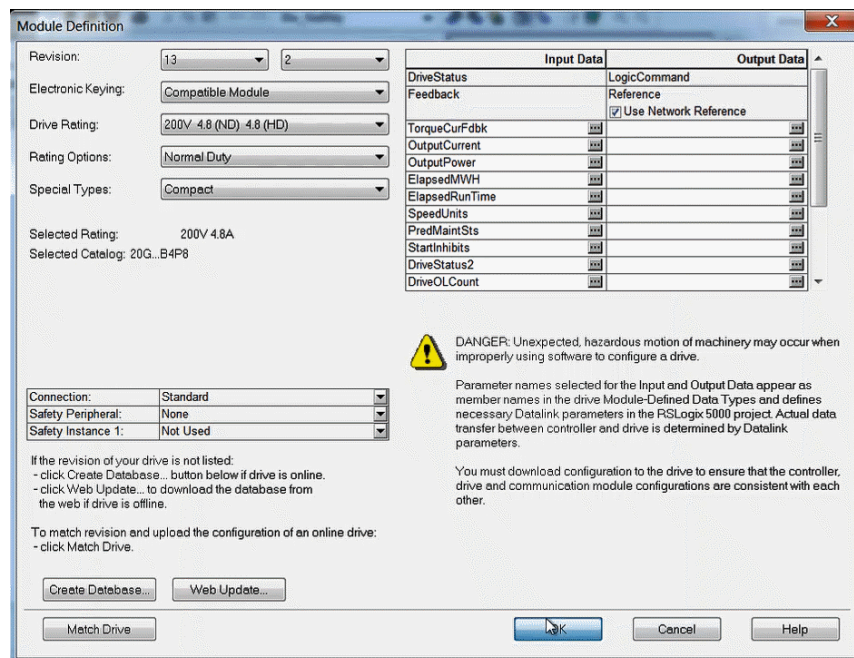 Module Definition
Revision: 13 2
Electronic Keying: Compatible Module
Drive Rating: 200V 4.8 (ND) 4.8 (HD)
Rating Options: Normal Duty
Special Types: Compact
Selected Rating: 200V 4.8A
Selected Catalog: 20G...B4P8
Input Data Output Data
DriveStatus LogicCommand
Feedback Reference
Use Network Reference
TorqueCurFdbk
OutputCurrent
OutputPower
ElapsedMWH
ElapsedRunTime
SpeedUnits
PredMaintSts
StartInhibits
DriveStatus2
DriveOLCount
Connection: Standard
Safety Peripheral: None
Safety Instance 1: Not Used
If the revision of your drive is not listed:
- click Create Database... button below if drive is online.
- click Web Update... to download the database from
the web if drive is offline.
To match revision and upload the configuration of an online drive:
- click Match Drive.
DANGER: Unexpected, hazardous motion of machinery may occur when
improperly using software to configure a drive.
Parameter names selected for the Input and Output Data appear as
member names in the drive Module-Defined Data Types and defines
necessary Datalink parameters in the RSLogix 5000 project. Actual data
transfer between controller and drive is determined by Datalink
parameters.
You must download configuration to the drive to ensure that the controller,
drive and communication module configurations are consistent with each
other.
Create Database... Web Update...
Match Drive OK Cancel Help